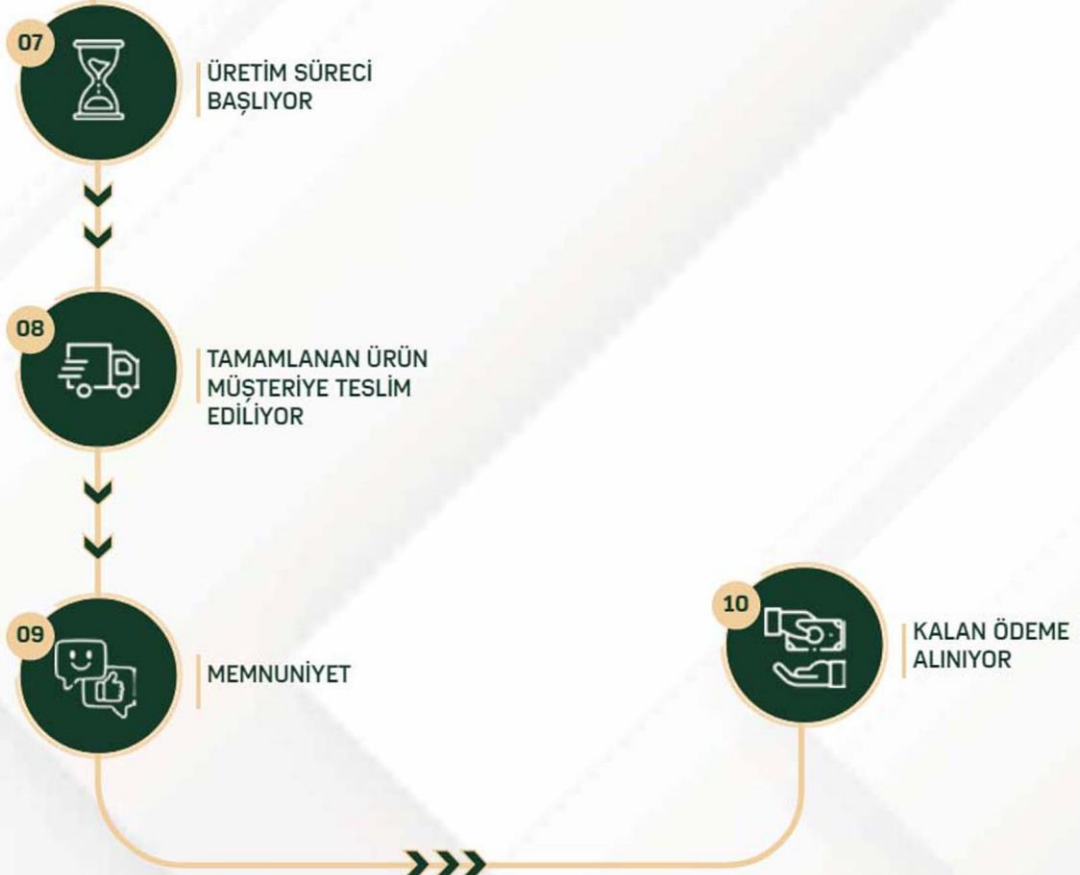 07
ÜRETİM SÜRECİ
BAŞLIYOR
08
TAMAMLANAN ÜRÜN
MÜŞTERİYE TESLİM
EDİLİYOR
09
MEMNUNİYET
10
KALAN ÖDEME
ALINIYOR